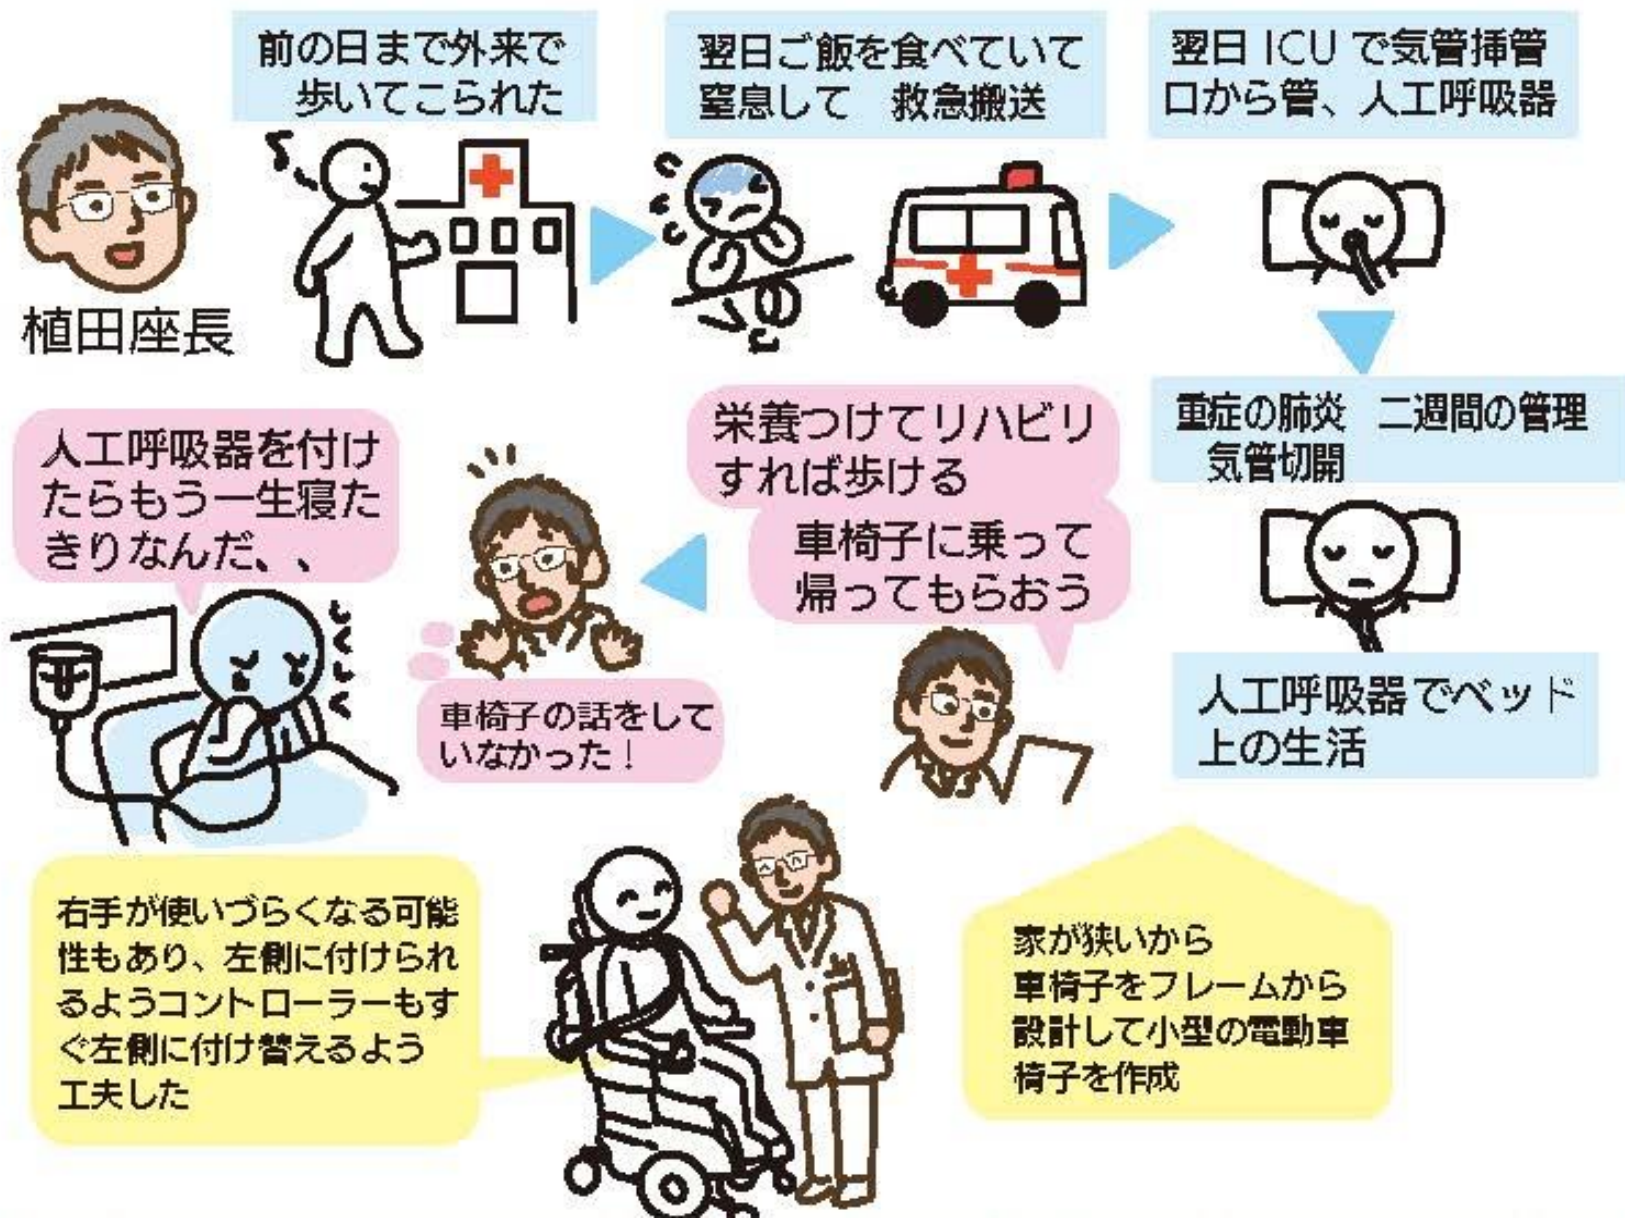 前の日まで外来で
歩いてこられた
翌日ご飯を食べていて
窒息して　救急搬送
翌日 ICU で気管挿管
口から管、人工呼吸器
植田座長
重症の肺炎　二週間の管理
気管切開
人工呼吸器でベッド
上の生活
栄養つけてリハビリ
すれば歩ける
車椅子に乗って
帰ってもらおう
車椅子の話をして
いなかった！
人工呼吸器を付け
たらもう一生寝た
きりなんだ、、
しくしく
家が狭いから
車椅子をフレームから
設計して小型の電動車
椅子を作成
右手が使いづらくなる可能
性もあり、左側に付けられ
るようコントローラーもす
ぐ左側に付け替えるよう
工夫した